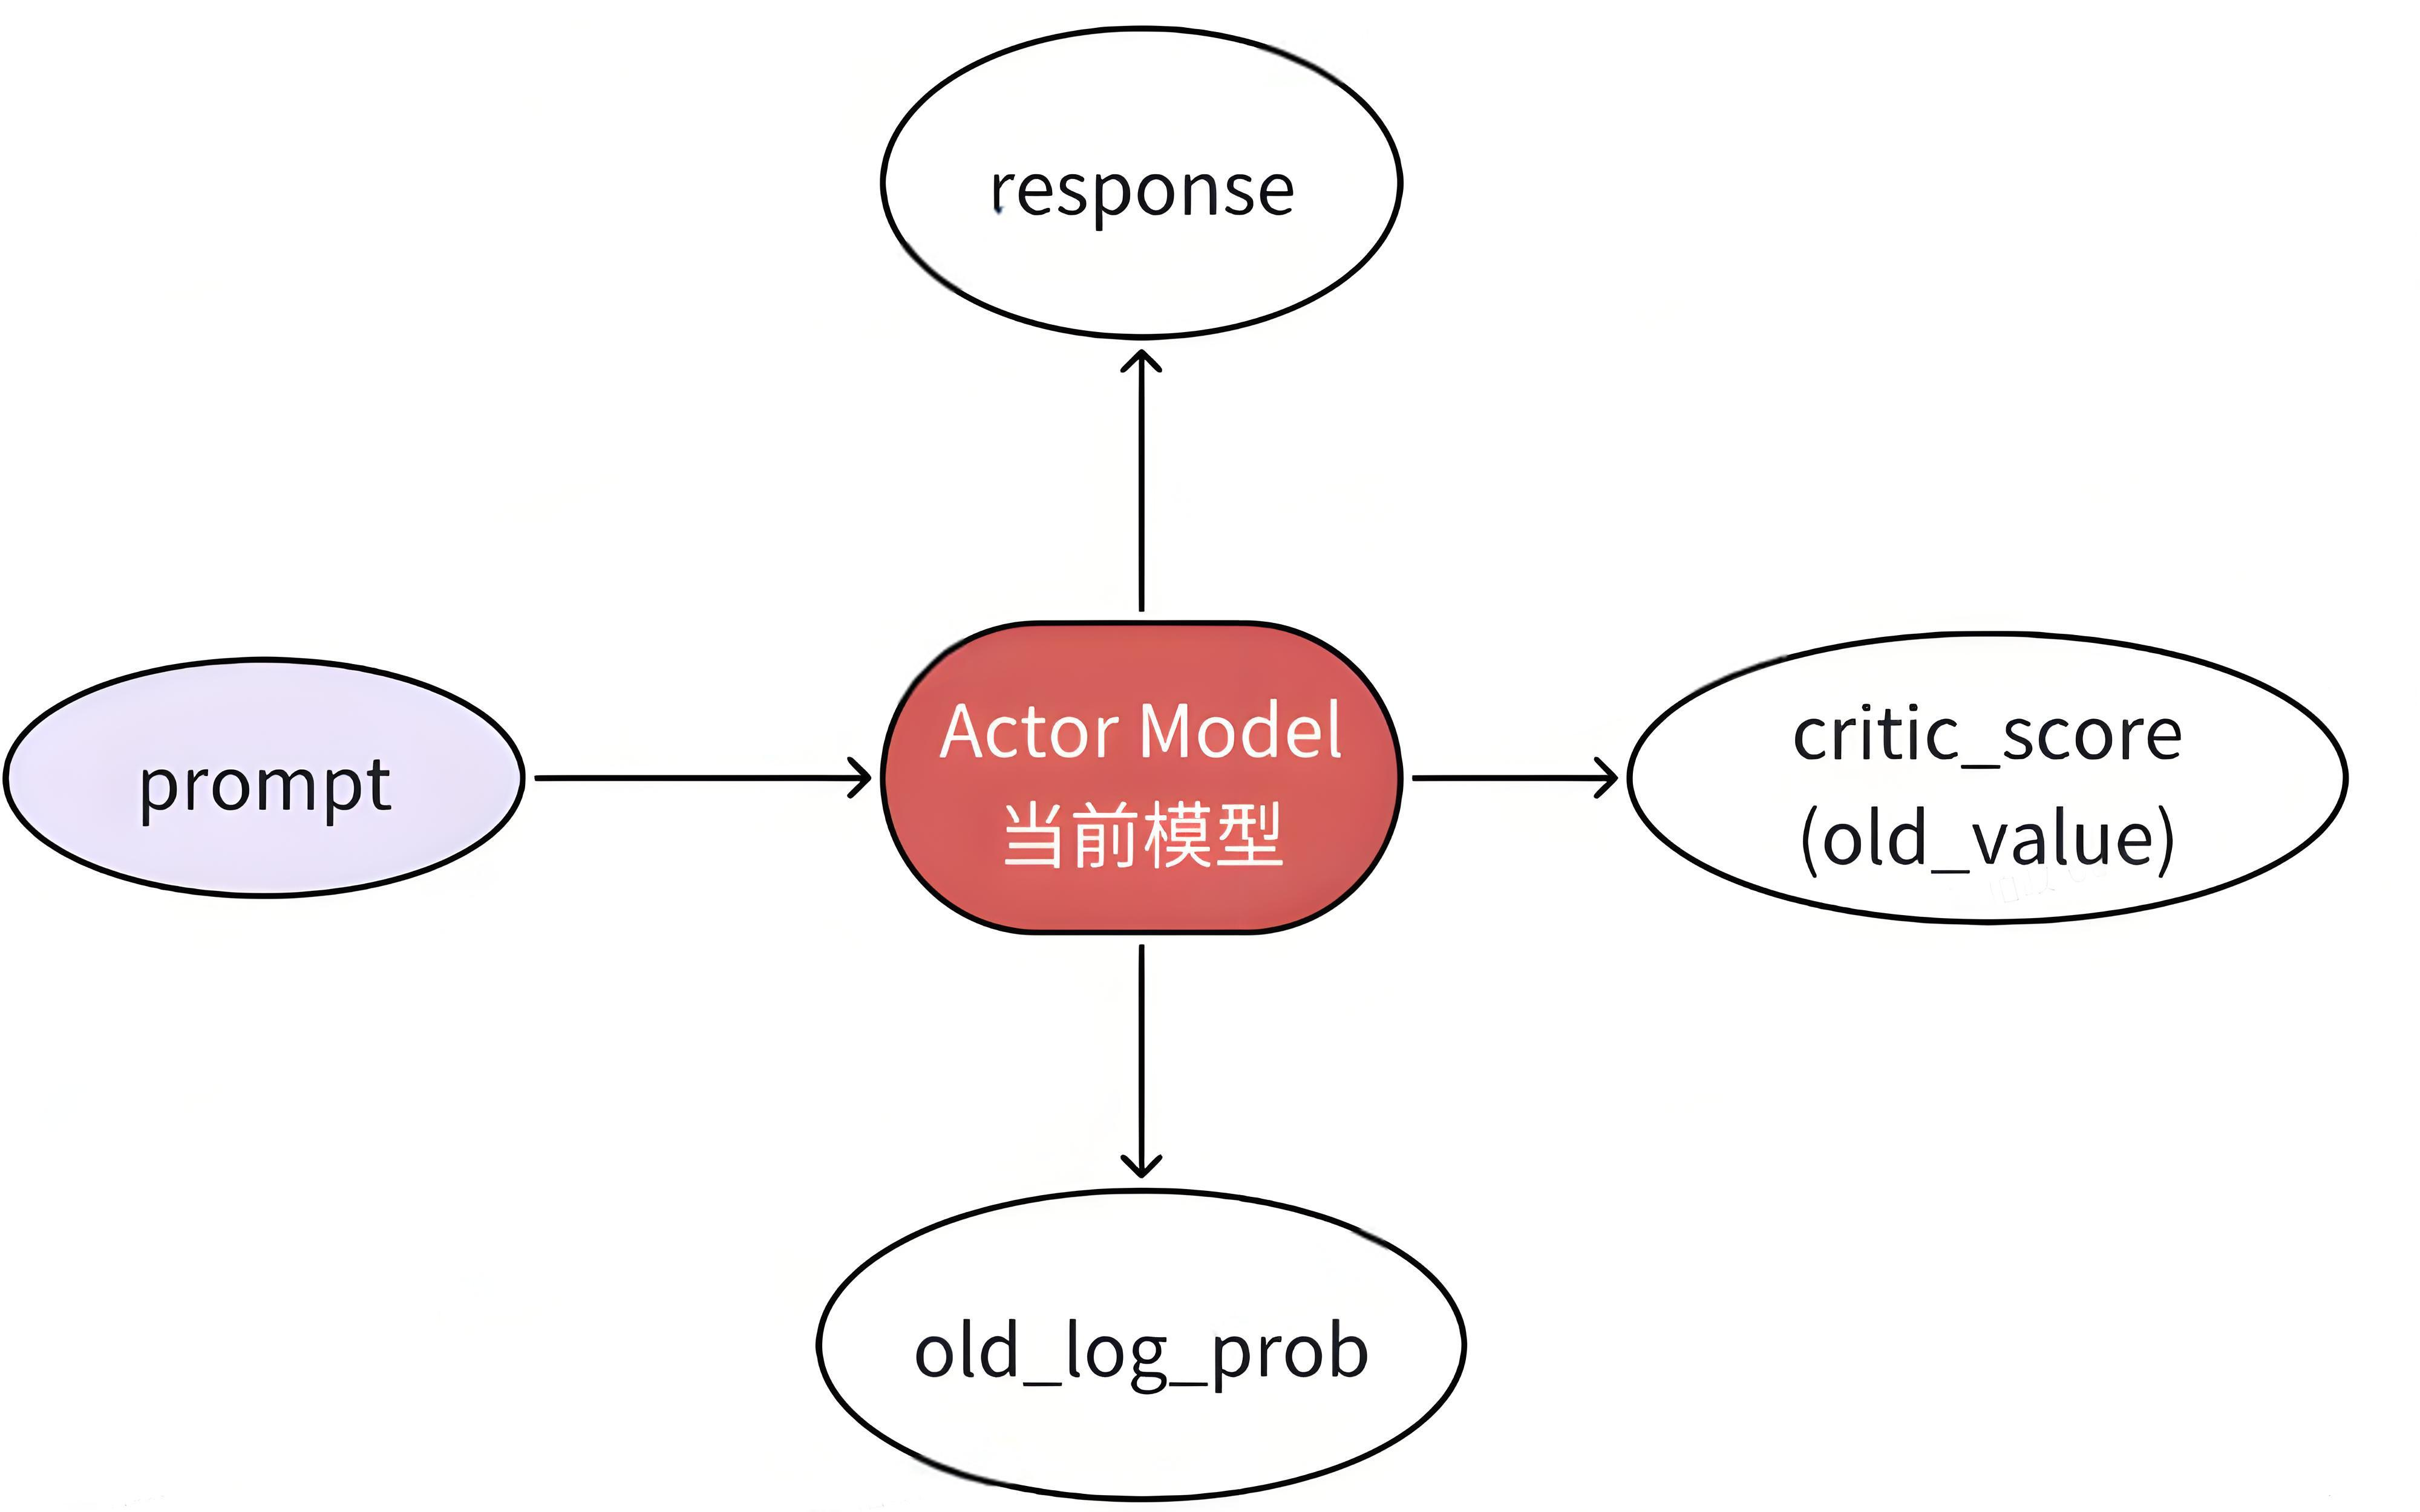 response
prompt
Actor Model
当前模型
critic_score
(old_value)
old_log_prob